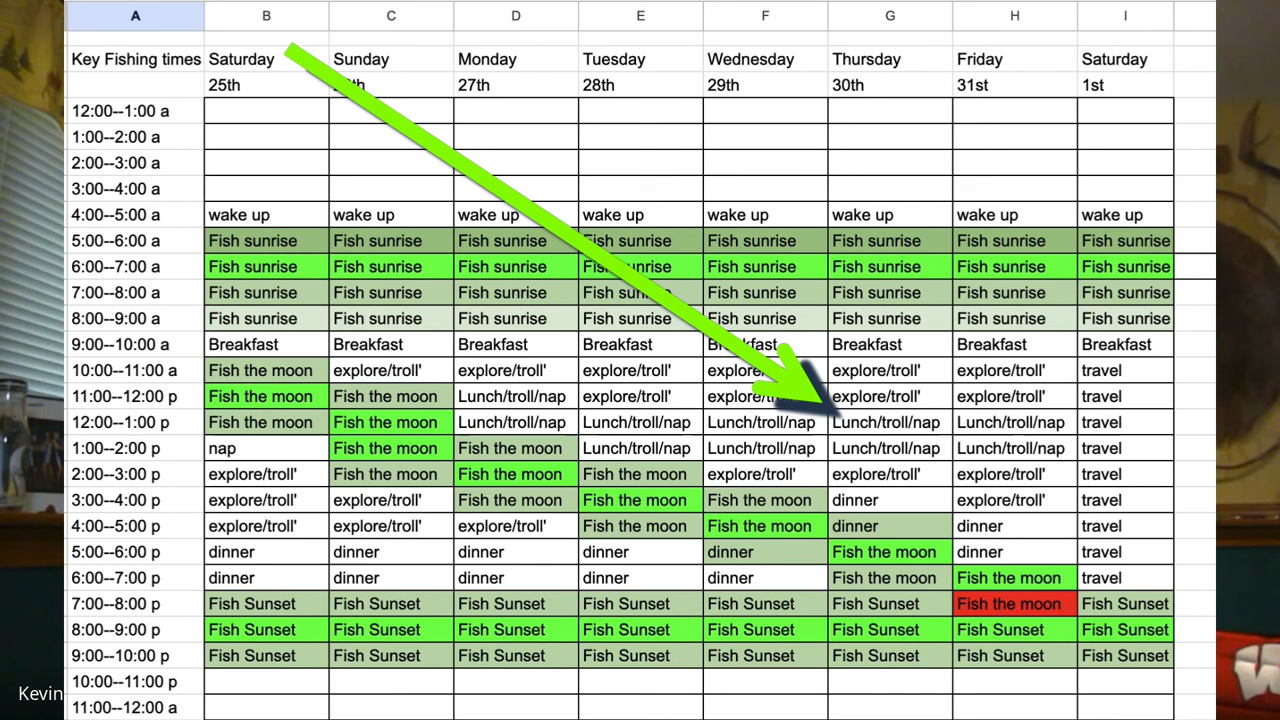 A B C D E F G H I
Key Fishing times Saturday Sunday Monday Tuesday Wednesday Thursday Friday Saturday
25th 27th 28th 29th 30th 31st 1st
12:00--1:00 a
1:00--2:00 a
2:00--3:00 a
3:00--4:00 a
4:00--5:00 a wake up wake up wake up wake up wake up wake up wake up wake up
5:00--6:00 a Fish sunrise Fish sunrise Fish sunrise Fish sunrise Fish sunrise Fish sunrise Fish sunrise Fish sunrise
6:00--7:00 a Fish sunrise Fish sunrise Fish sunrise Fish sunrise Fish sunrise Fish sunrise Fish sunrise Fish sunrise
7:00--8:00 a Fish sunrise Fish sunrise Fish sunrise Fish sunrise Fish sunrise Fish sunrise Fish sunrise Fish sunrise
8:00--9:00 a Fish sunrise Fish sunrise Fish sunrise Fish sunrise Fish sunrise Fish sunrise Fish sunrise Fish sunrise
9:00--10:00 a Breakfast Breakfast Breakfast Breakfast Breakfast Breakfast Breakfast Breakfast
10:00--11:00 a Fish the moon explore/troll' explore/troll' explore/troll' explore/troll' explore/troll' explore/troll' travel
11:00--12:00 p Fish the moon Fish the moon Lunch/troll/nap explore/troll' explore/troll' explore/troll' explore/troll' travel
12:00--1:00 p Fish the moon Fish the moon Lunch/troll/nap Lunch/troll/nap Lunch/troll/nap Lunch/troll/nap Lunch/troll/nap travel
1:00--2:00 p nap Fish the moon Fish the moon Lunch/troll/nap Lunch/troll/nap Lunch/troll/nap Lunch/troll/nap travel
2:00--3:00 p explore/troll' Fish the moon Fish the moon Fish the moon explore/troll' explore/troll' explore/troll' travel
3:00--4:00 p explore/troll' explore/troll' Fish the moon Fish the moon Fish the moon dinner explore/troll' travel
4:00--5:00 p explore/troll' explore/troll' explore/troll' Fish the moon Fish the moon dinner dinner travel
5:00--6:00 p dinner dinner dinner dinner dinner Fish the moon dinner travel
6:00--7:00 p dinner dinner dinner dinner dinner Fish the moon Fish the moon travel
7:00--8:00 p Fish Sunset Fish Sunset Fish Sunset Fish Sunset Fish Sunset Fish Sunset Fish the moon Fish Sunset
8:00--9:00 p Fish Sunset Fish Sunset Fish Sunset Fish Sunset Fish Sunset Fish Sunset Fish Sunset Fish Sunset
9:00--10:00 p Fish Sunset Fish Sunset Fish Sunset Fish Sunset Fish Sunset Fish Sunset Fish Sunset Fish Sunset
10:00--11:00 p
11:00--12:00 a
Kevin